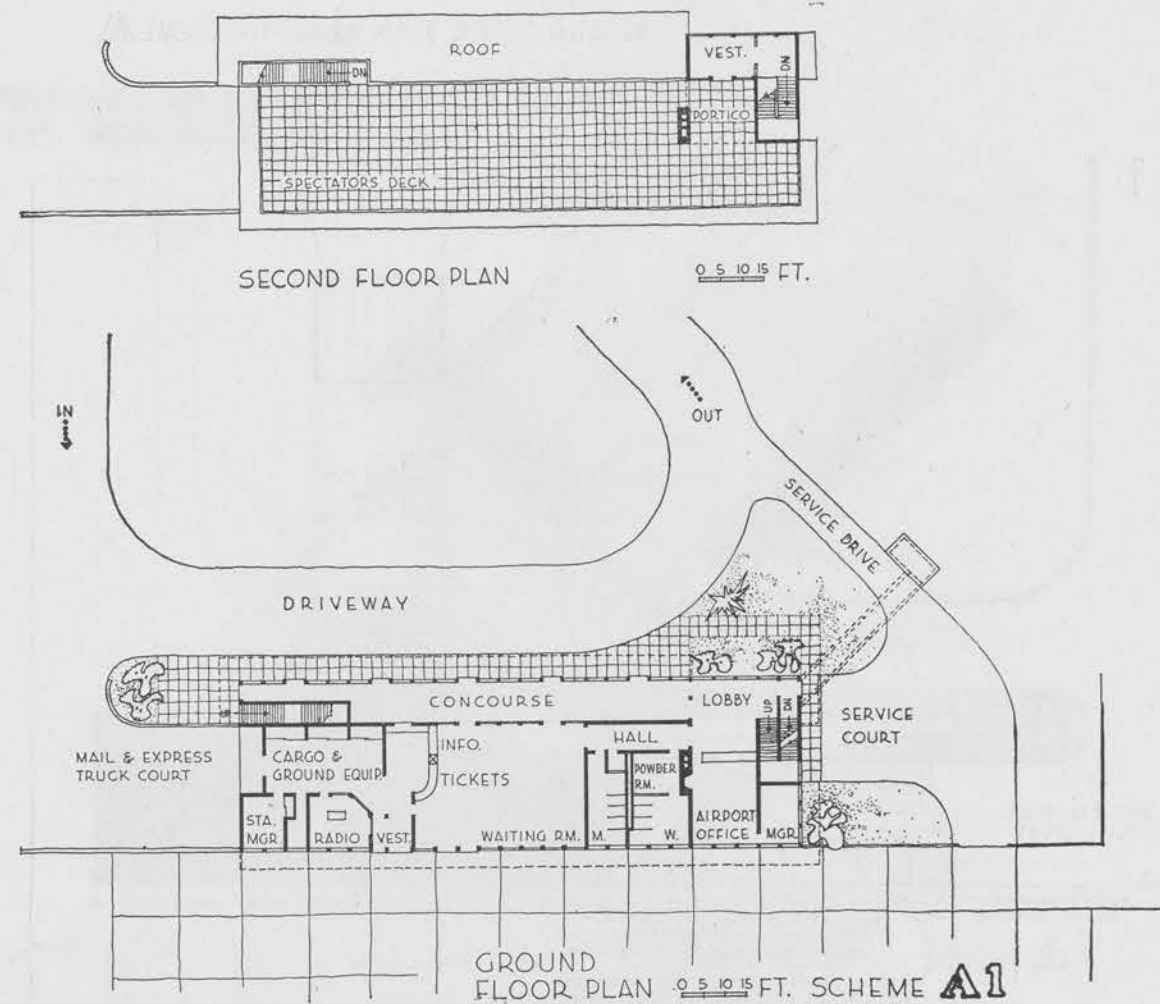 ROOF
VEST.
DN
DN
PORTICO
SPECTATORS DECK
SECOND FLOOR PLAN
0 5 10 15 FT.
IN
OUT
SERVICE DRIVE
DRIVEWAY
CONCOURSE
LOBBY
UP
UP
DN
SERVICE
COURT
MAIL & EXPRESS
TRUCK COURT
CARGO &
GROUND EQUIP.
INFO.
TICKETS
HALL
POWDER
RM.
STA.
MGR.
RADIO
VEST.
WAITING RM.
M.
W.
AIRPORT
OFFICE
MGR.
GROUND
FLOOR PLAN 0 5 10 15 FT. SCHEME A1